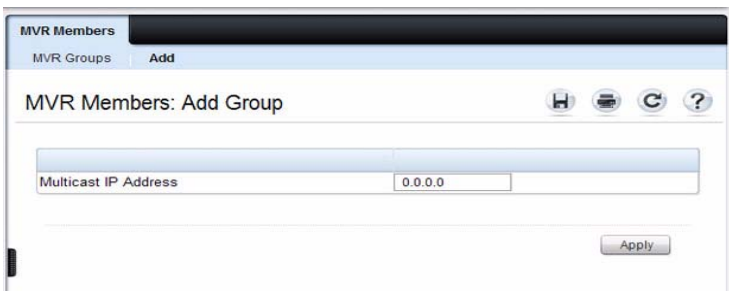 MVR Members
MVR Groups Add
MVR Members: Add Group
Multicast IP Address 0.0.0.0
Apply